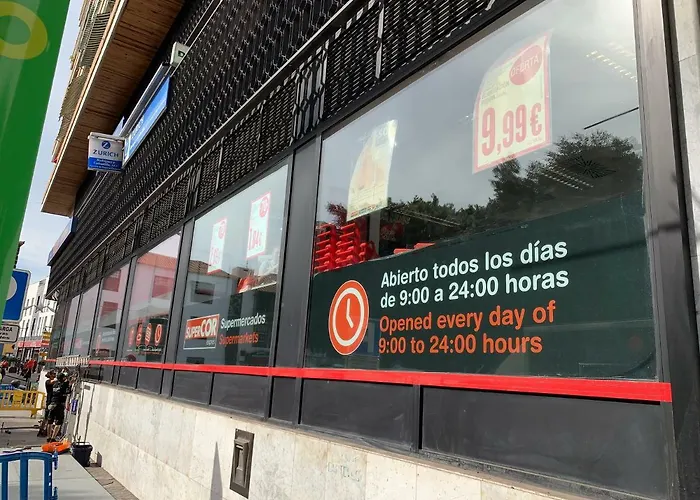 ZURICH
OFERTA
9,99€
Abierto todos los días
de 9:00 a 24:00 horas
Opened every day of
9:00 to 24:00 hours
SUPERCOR
Supermercados
Supermarkets